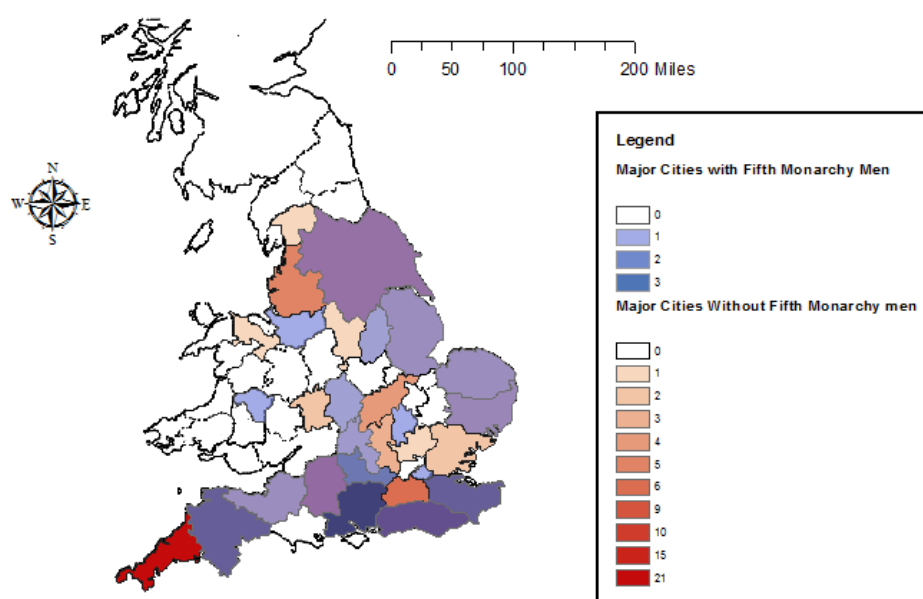 0 50 100 200 Miles
N
W E
S
Legend
Major Cities with Fifth Monarchy Men
0
1
2
3
Major Cities Without Fifth Monarchy men
0
1
2
3
4
5
6
9
10
15
21